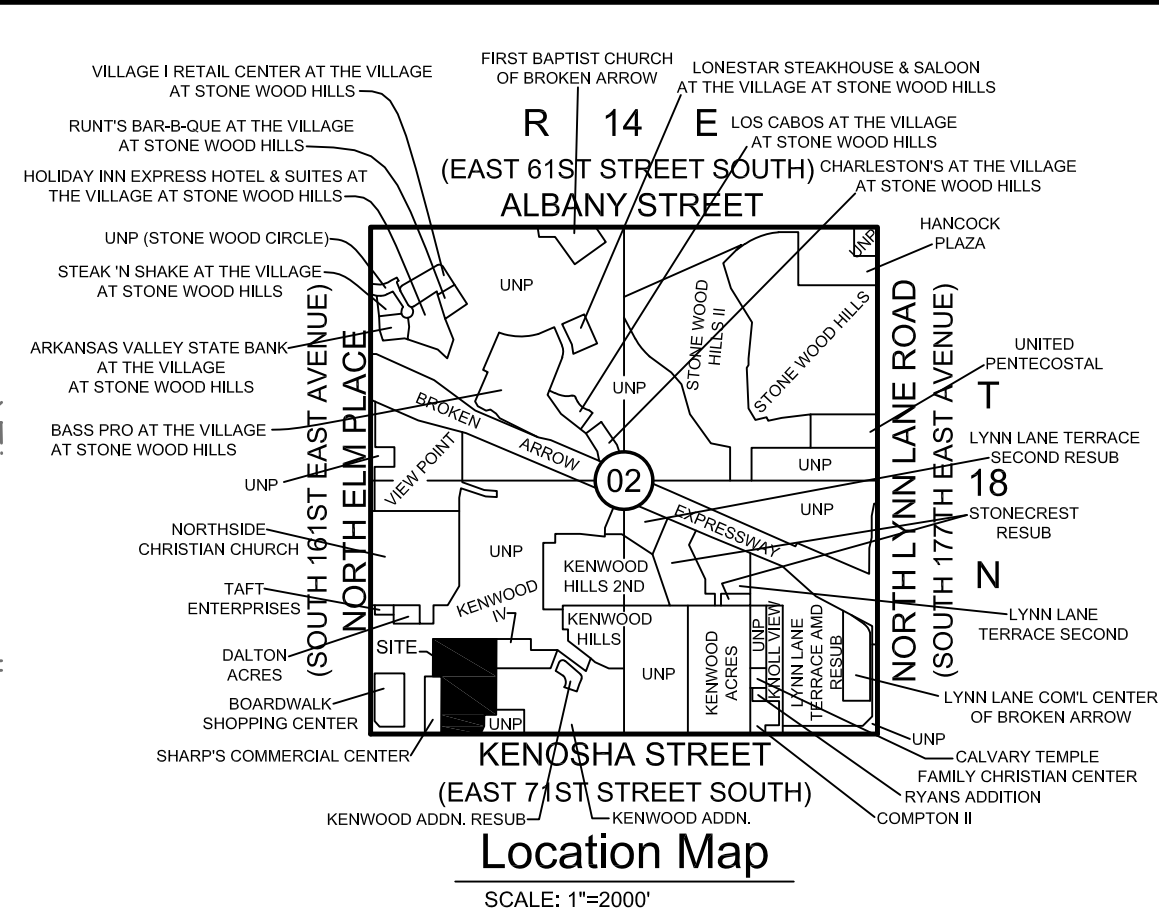 VILLAGE I RETAIL CENTER AT THE VILLAGE
AT STONE WOOD HILLS
RUNT'S BAR-B-QUE AT THE VILLAGE
AT STONE WOOD HILLS
HOLIDAY INN EXPRESS HOTEL & SUITES AT
THE VILLAGE AT STONE WOOD HILLS
UNP (STONE WOOD CIRCLE)
STEAK 'N SHAKE AT THE VILLAGE
AT STONE WOOD HILLS
ARKANSAS VALLEY STATE BANK
AT THE VILLAGE
AT STONE WOOD HILLS
BASS PRO AT THE VILLAGE
AT STONE WOOD HILLS
UNP
NORTHSIDE
CHRISTIAN CHURCH
TAFT
ENTERPRISES
DALTON
ACRES
BOARDWALK
SHOPPING CENTER
SHARP'S COMMERCIAL CENTER
(SOUTH 161ST EAST AVENUE)
NORTH ELM PLACE
FIRST BAPTIST CHURCH
OF BROKEN ARROW
LONESTAR STEAKHOUSE & SALOON
AT THE VILLAGE AT STONE WOOD HILLS
R 14 E
LOS CABOS AT THE VILLAGE
AT STONE WOOD HILLS
(EAST 61ST STREET SOUTH)
CHARLESTON'S AT THE VILLAGE
AT STONE WOOD HILLS
ALBANY STREET
HANCOCK
PLAZA
UNP
UNP
STONE WOOD
HILLS II
STONE WOOD HILLS
UNP
BROKEN
ARROW
EXPRESSWAY
VIEW POINT
02
UNP
UNP
UNP
KENWOOD
HILLS 2ND
KENWOOD
IV
KENWOOD
HILLS
SITE
UNP
UNP
KENWOOD
ACRES
UNP
KNOLL VIEW
LYNN LANE
TERRACE AMD
RESUB
NORTH LYNN LANE ROAD
(SOUTH 177TH EAST AVENUE)
UNITED
PENTECOSTAL
T
LYNN LANE TERRACE
SECOND RESUB
18
STONECREST
RESUB
N
LYNN LANE
TERRACE SECOND
LYNN LANE COM'L CENTER
OF BROKEN ARROW
UNP
CALVARY TEMPLE
FAMILY CHRISTIAN CENTER
RYANS ADDITION
COMPTON II
KENOSHA STREET
(EAST 71ST STREET SOUTH)
KENWOOD ADDN. RESUB
KENWOOD ADDN.
Location Map
SCALE: 1"=2000'